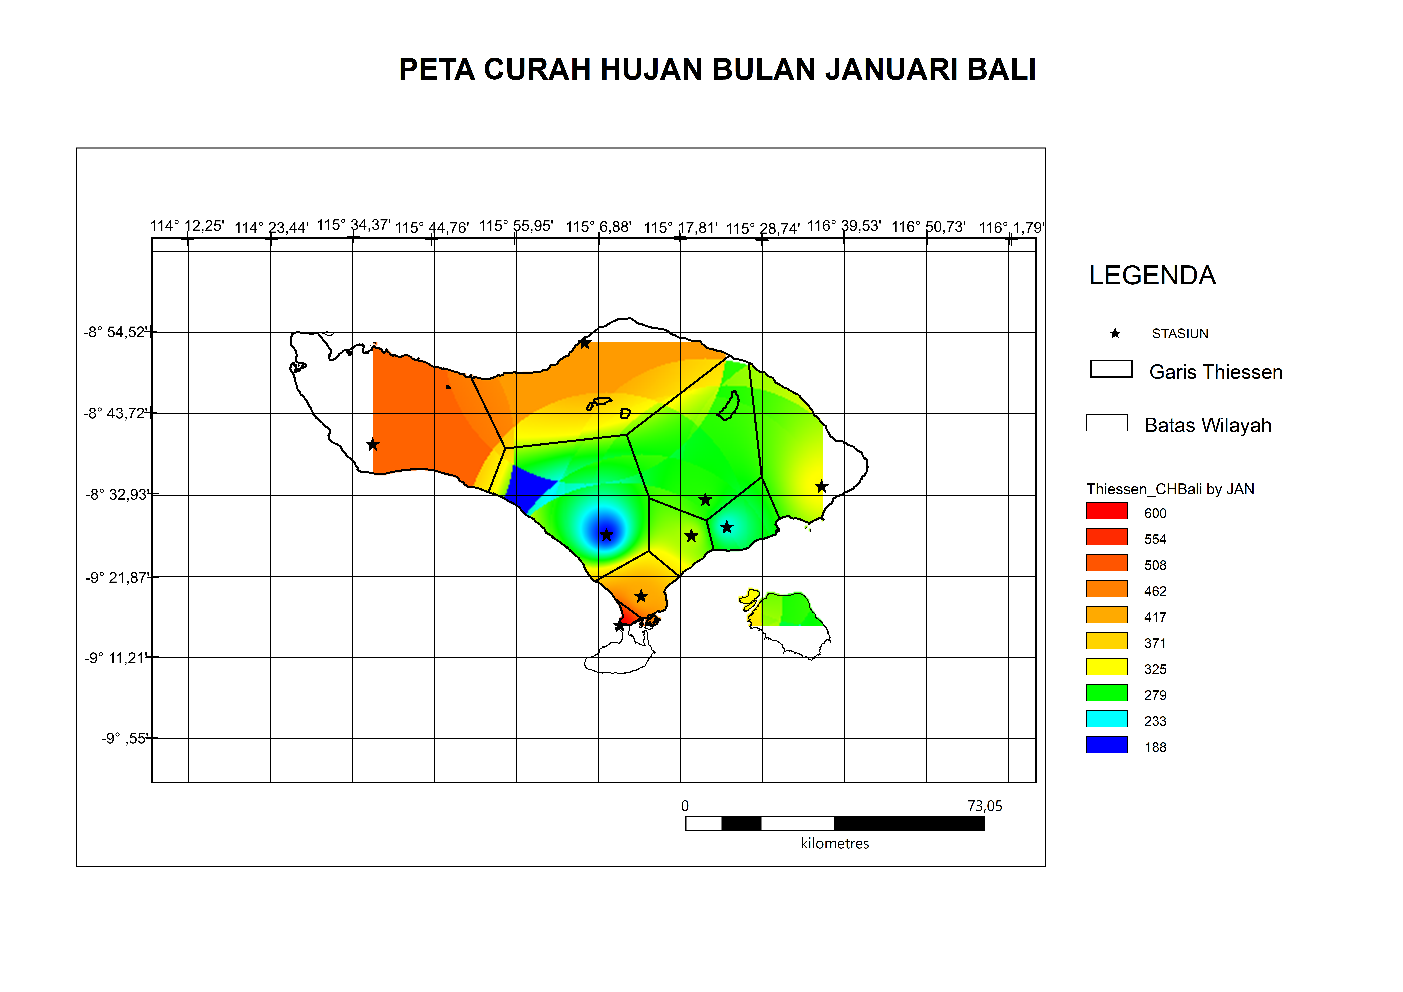 PETA CURAH HUJAN BULAN JANUARI BALI
114° 12,25' 114° 23,44' 115° 34,37' 115° 44,76' 115° 55,95' 115° 6,88' 115° 17,81' 115° 28,74' 116° 39,53' 116° 50,73' 116° 1,79'
-8° 54,52'
-8° 43,72'
-8° 32,93'
-9° 21,87'
-9° 11,21'
-9° ,55'
LEGENDA
STASIUN
Garis Thiessen
Batas Wilayah
Thiessen_CHBali by JAN
600
554
508
462
417
371
325
279
233
188
0 73,05
kilometres